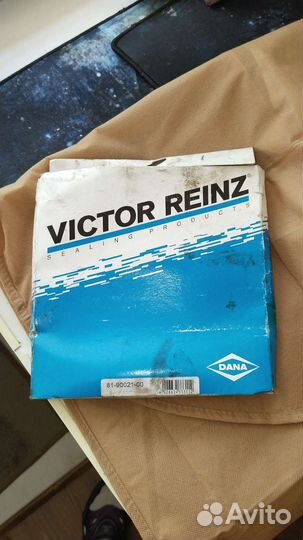 VICTOR REINZ®
SEALING PRODUCTS
81-90021-00
DANA
Avito